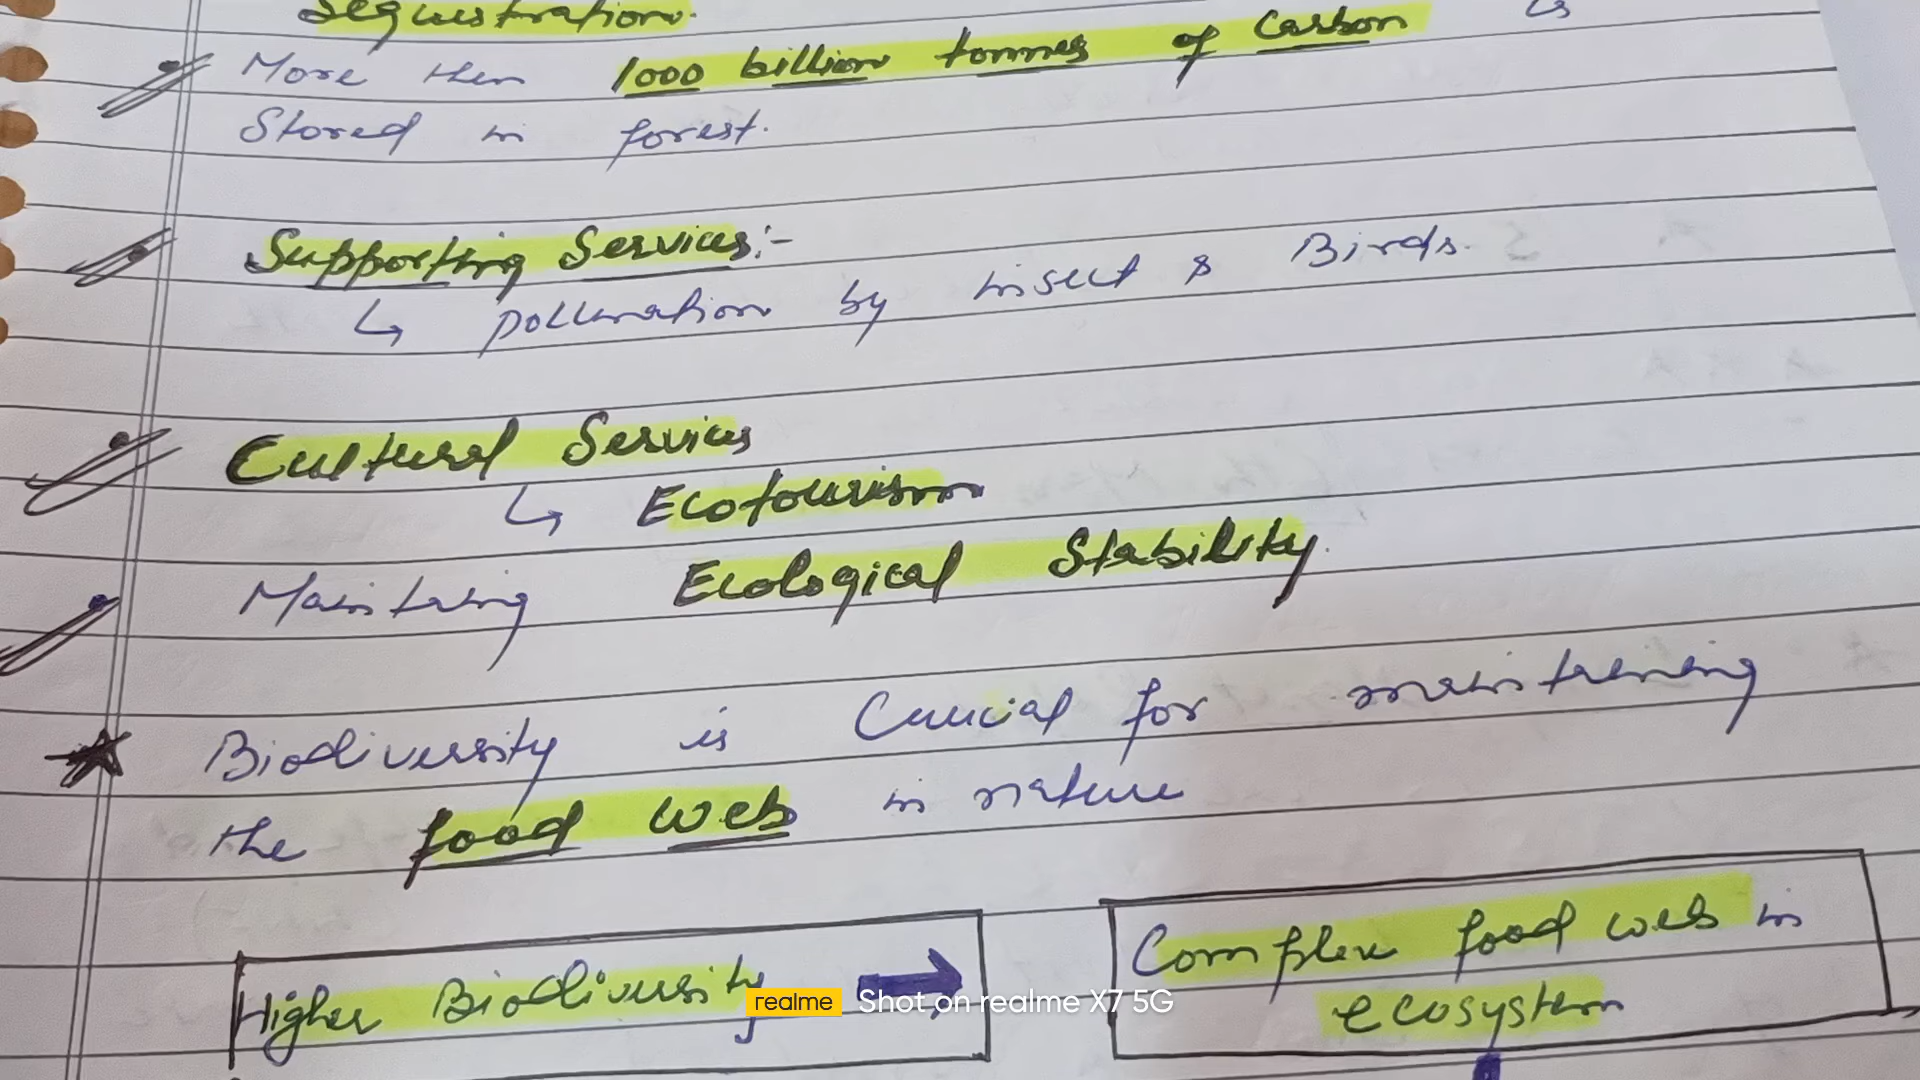 Sequestration.
More then 1000 billion tonnes of Carbon is
Stored in forest.
Supporting Services:-
↳ pollination by insect & Birds.
Cultural Services
↳ Ecotourism
Maintaing Ecological Stability.
Biodiversity is Crucial for maintaining
the food web in nature
Higher Biodiversity →
Complex food web in
ecosystem
realme Shot on realme X7 5G